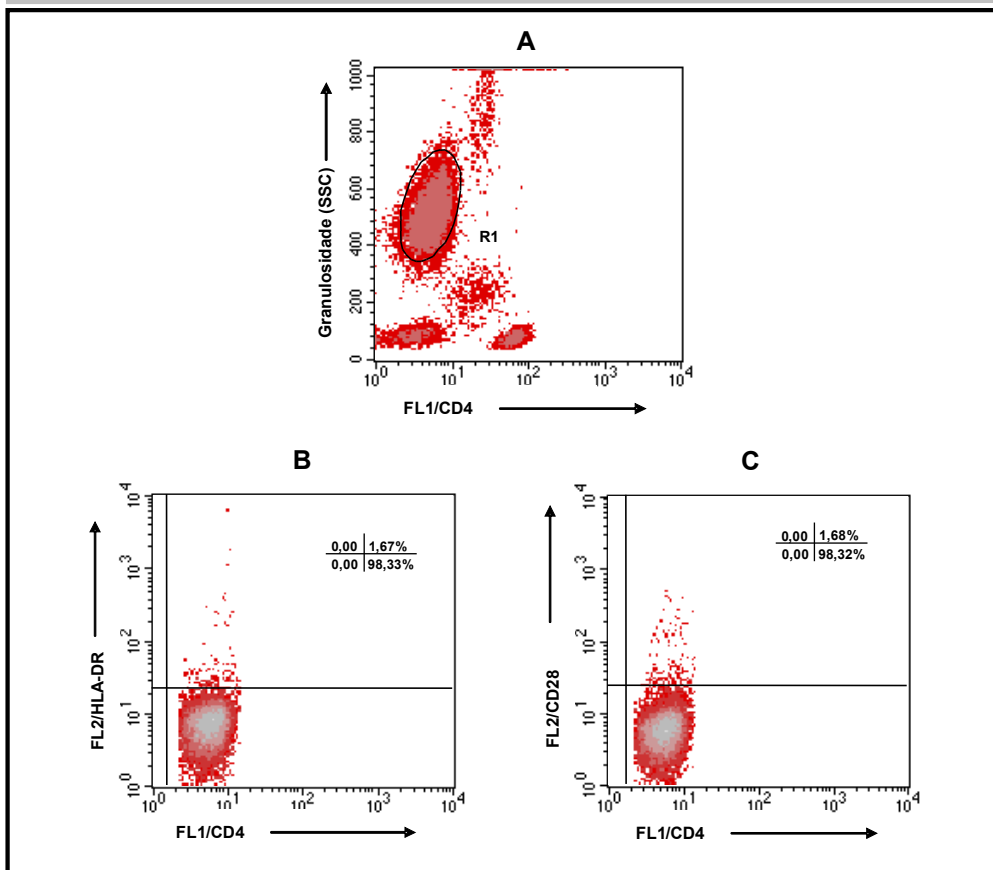 A
Granulosidade (SSC)
1000
800
600
400
200
0
R1
10^0 10^1 10^2 10^3 10^4
FL1/CD4
B
FL2/HLA-DR
10^4
10^3
10^2
10^1
10^0
0,00 1,67%
0,00 98,33%
10^0 10^1 10^2 10^3 10^4
FL1/CD4
C
FL2/CD28
10^4
10^3
10^2
10^1
10^0
0,00 1,68%
0,00 98,32%
10^0 10^1 10^2 10^3 10^4
FL1/CD4